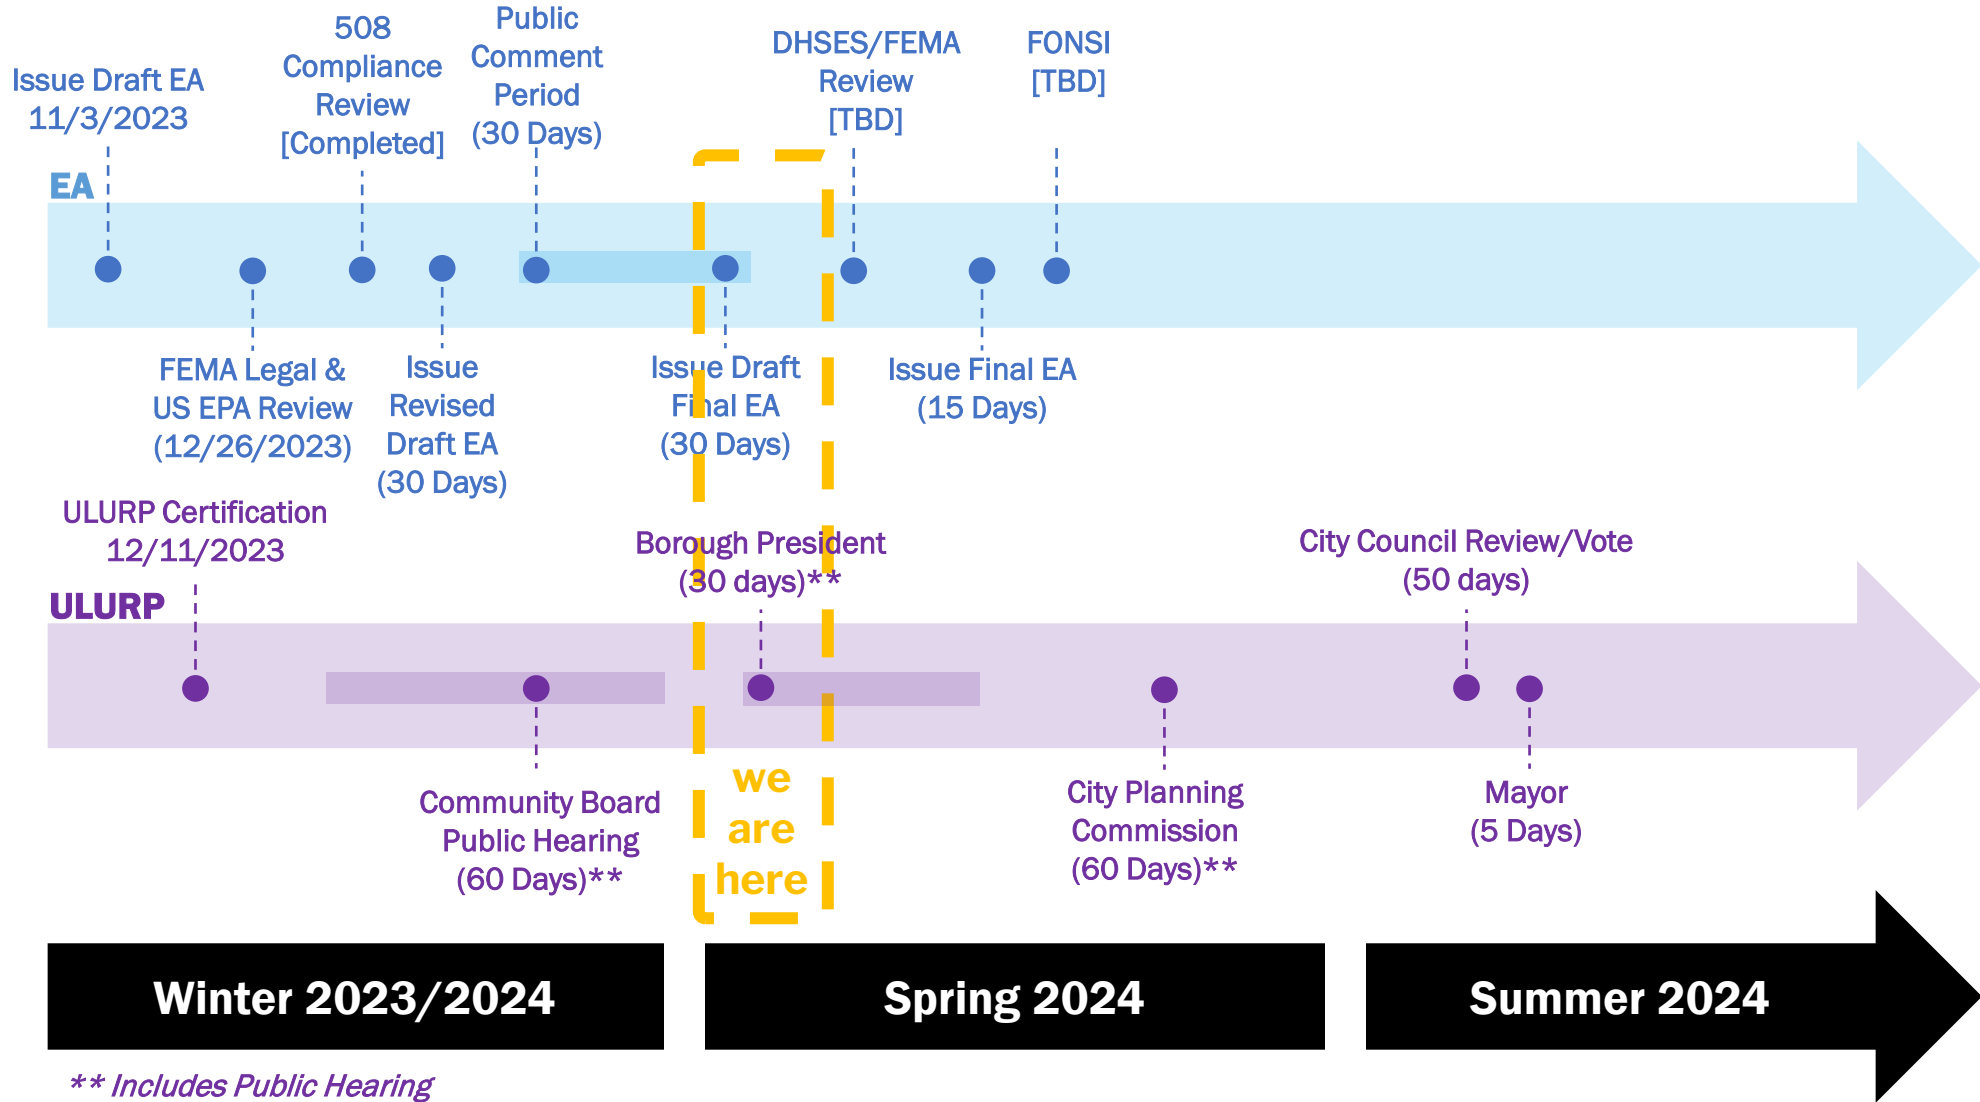 Issue Draft EA
11/3/2023
508
Compliance
Review
[Completed]
Public
Comment
Period
(30 Days)
DHSES/FEMA
Review
[TBD]
FONSI
[TBD]
EA
FEMA Legal &
US EPA Review
(12/26/2023)
Issue
Revised
Draft EA
(30 Days)
Issue Draft
Final EA
(30 Days)
Issue Final EA
(15 Days)
ULURP Certification
12/11/2023
Borough President
(30 days)**
City Council Review/Vote
(50 days)
ULURP
Community Board
Public Hearing
(60 Days)**
we
are
here
City Planning
Commission
(60 Days)**
Mayor
(5 Days)
Winter 2023/2024
Spring 2024
Summer 2024
** Includes Public Hearing